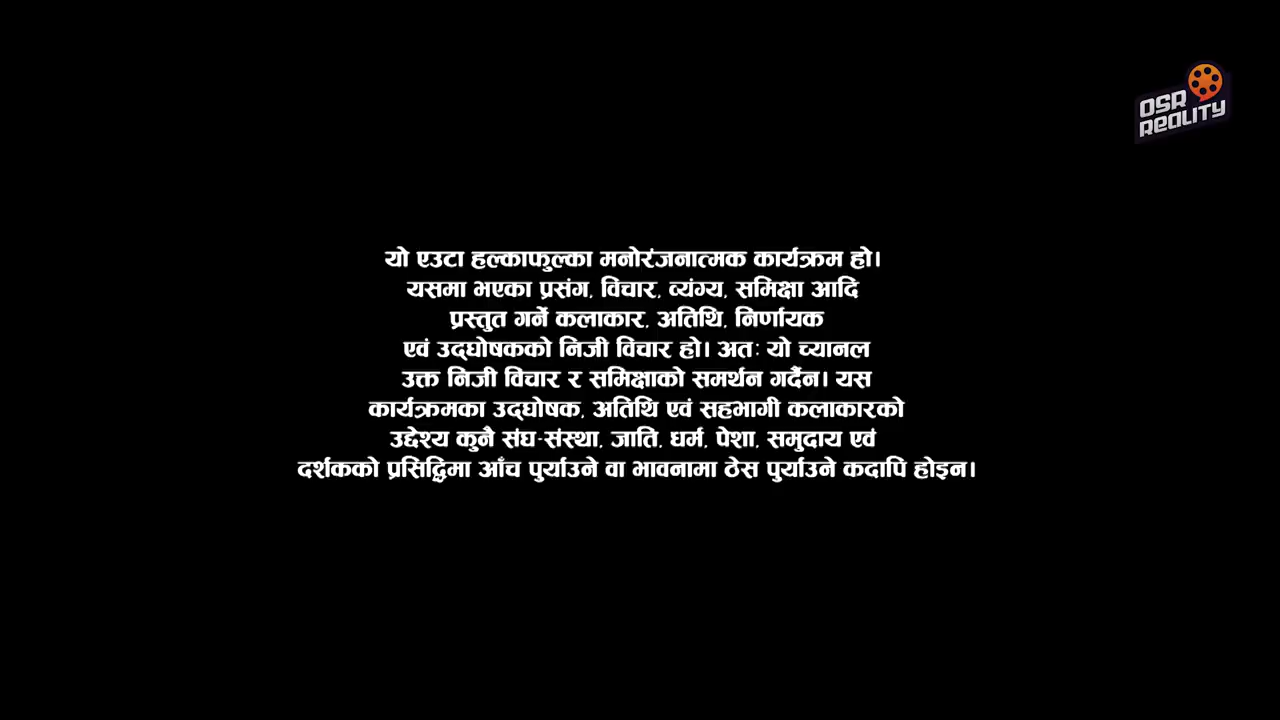 OSR
REALITY
यो एउटा हल्काफुल्का मनोरंजनात्मक कार्यक्रम हो।
यसमा भएका प्रसंग, विचार, व्यंग्य, समिक्षा आदि
प्रस्तुत गर्ने कलाकार, अतिथि, निर्णायक
एवं उद्घोषकको निजी विचार हो। अतः यो च्यानल
उक्त निजी विचार र समिक्षाको समर्थन गर्दैन। यस
कार्यक्रमका उद्घोषक, अतिथि एवं सहभागी कलाकारको
उद्देश्य कुनै संघ-संस्था, जाति, धर्म, पेशा, समुदाय एवं
दर्शकको प्रसिद्धिमा आँच पुर्याउने वा भावनामा ठेस पुर्याउने कदापि होइन।